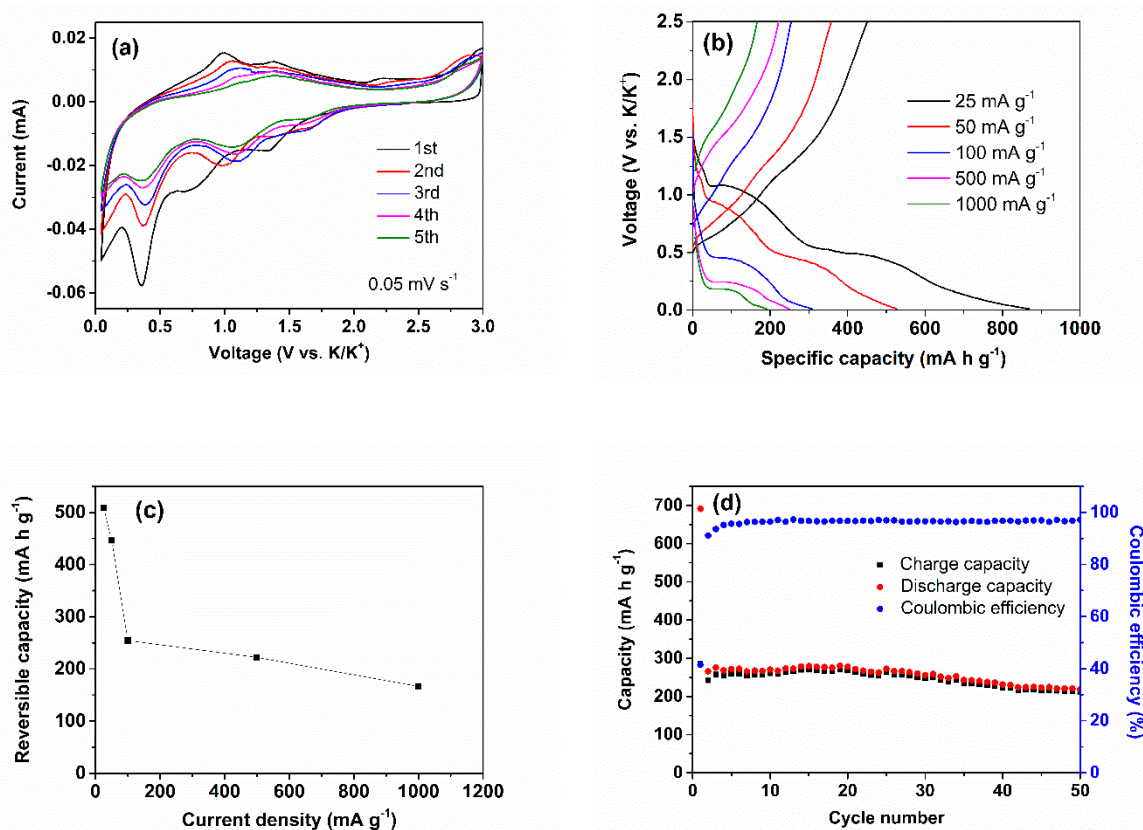 (a)
0.02
0.00
-0.02
-0.04
-0.06
Current (mA)
1st
2nd
3rd
4th
5th
0.05 mV s⁻¹
0.0 0.5 1.0 1.5 2.0 2.5 3.0
Voltage (V vs. K/K⁺)
(b)
2.5
2.0
1.5
1.0
0.5
0.0
Voltage (V vs. K/K⁺)
25 mA g⁻¹
50 mA g⁻¹
100 mA g⁻¹
500 mA g⁻¹
1000 mA g⁻¹
0 200 400 600 800 1000
Specific capacity (mA h g⁻¹)
(c)
500
400
300
200
100
0
Reversible capacity (mA h g⁻¹)
0 200 400 600 800 1000 1200
Current density (mA g⁻¹)
(d)
700
600
500
400
300
200
100
0
Capacity (mA h g⁻¹)
Charge capacity
Discharge capacity
Coulombic efficiency
100
80
60
40
20
0
Coulombic efficiency (%)
0 10 20 30 40 50
Cycle number